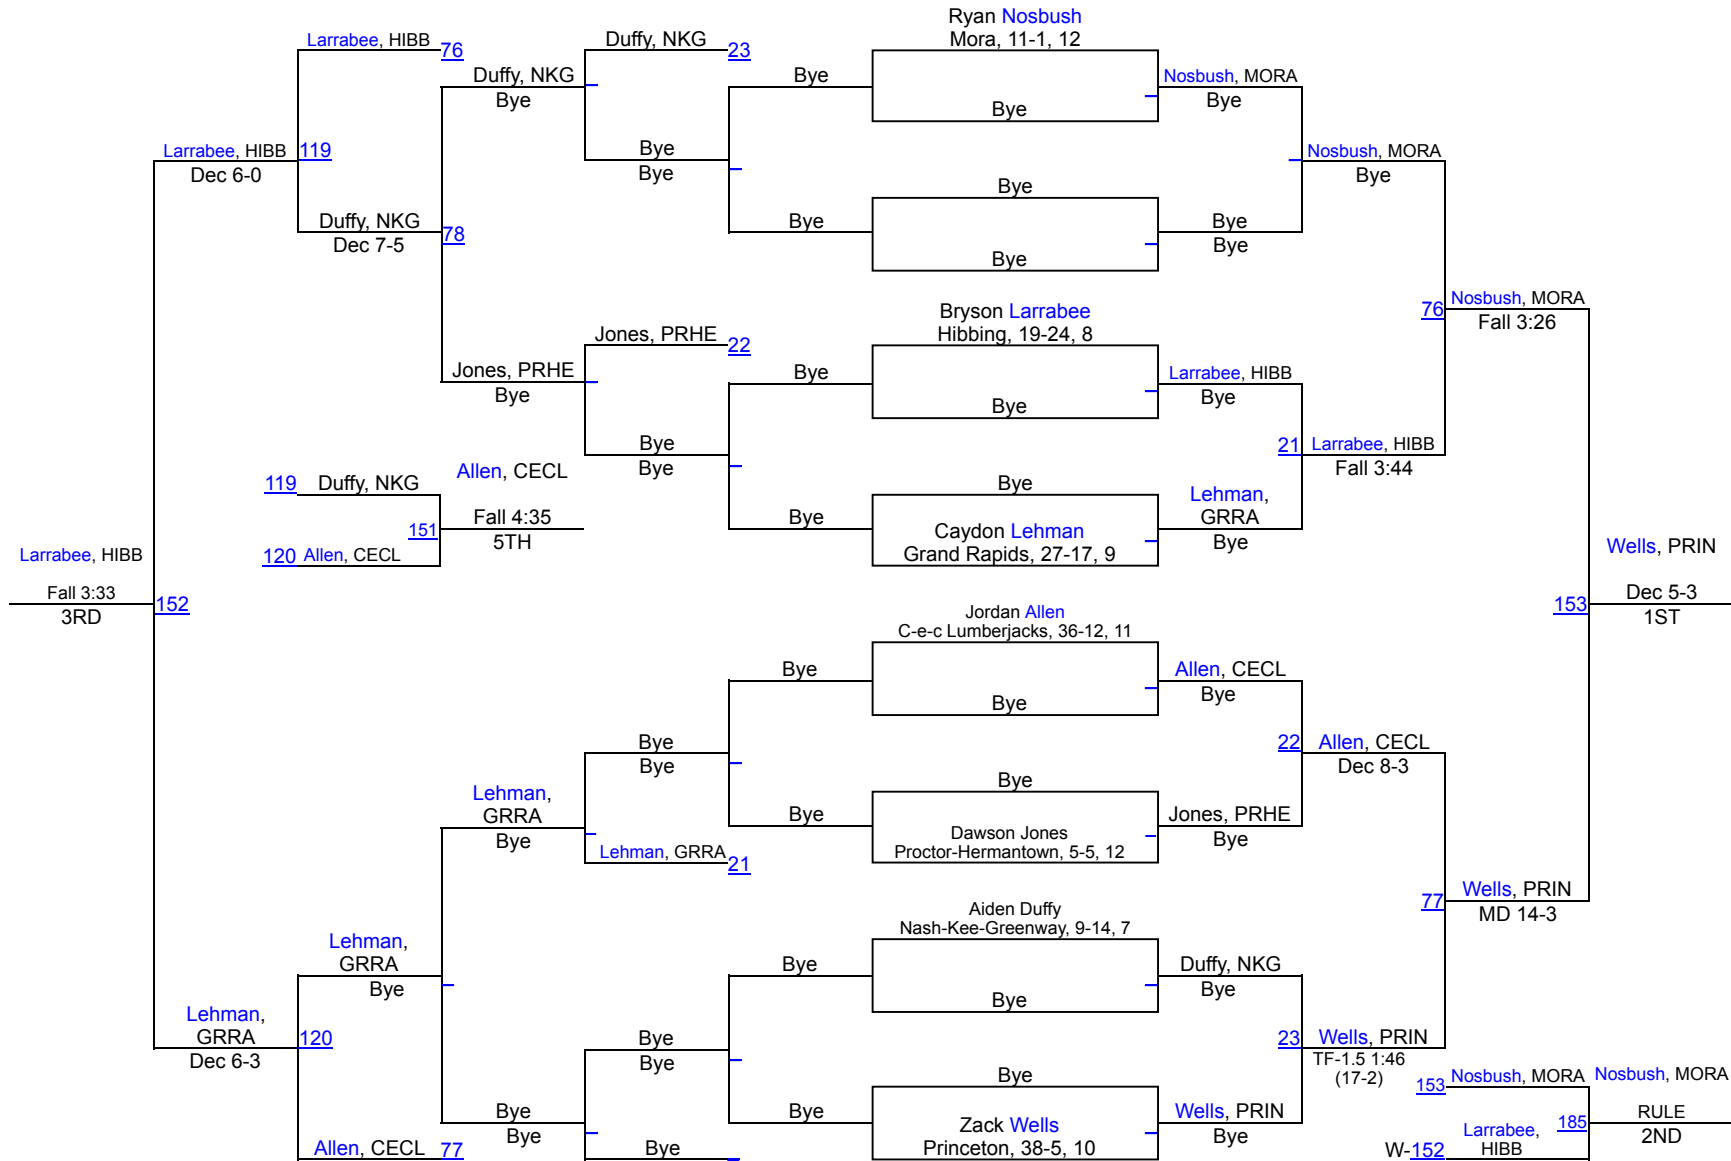 Ryan Nosbush
Mora, 11-1, 12
Larrabee, HIBB 76
Duffy, NKG 23
Duffy, NKG
Bye
Bye
Nosbush, MORA
Bye
Bye
Larrabee, HIBB 119
Dec 6-0
Bye
Bye
Nosbush, MORA
Bye
Duffy, NKG
Dec 7-5
78
Bye
Bye
Bye
Bye
Bye
Bryson Larrabee
Hibbing, 19-24, 8
76 Nosbush, MORA
Fall 3:26
Jones, PRHE 22
Jones, PRHE
Bye
Bye
Bye
Larrabee, HIBB
Bye
Bye
Bye
21 Larrabee, HIBB
Fall 3:44
119 Duffy, NKG
Allen, CECL
151
Fall 4:35
5TH
120 Allen, CECL
Bye
Bye
Caydon Lehman
Grand Rapids, 27-17, 9
Lehman,
GRRA
Bye
Larrabee, HIBB
Fall 3:33
3RD
152
Wells, PRIN
153
Dec 5-3
1ST
Jordan Allen
C-e-c Lumberjacks, 36-12, 11
Bye
Bye
Allen, CECL
Bye
Bye
Bye
22 Allen, CECL
Dec 8-3
Lehman,
GRRA
Bye
Bye
Bye
Dawson Jones
Proctor-Hermantown, 5-5, 12
Jones, PRHE
Bye
Lehman, GRRA 21
77 Wells, PRIN
MD 14-3
Aiden Duffy
Nash-Kee-Greenway, 9-14, 7
Lehman,
GRRA
Bye
Bye
Bye
Duffy, NKG
Bye
Lehman,
GRRA
Dec 6-3
120
Bye
Bye
23 Wells, PRIN
TF-1.5 1:46
(17-2)
Bye
Bye
Bye
Bye
Zack Wells
Princeton, 38-5, 10
Wells, PRIN
Bye
Allen, CECL 77
Bye
153 Nosbush, MORA
Nosbush, MORA
185
RULE
2ND
W-152
Larrabee,
HIBB